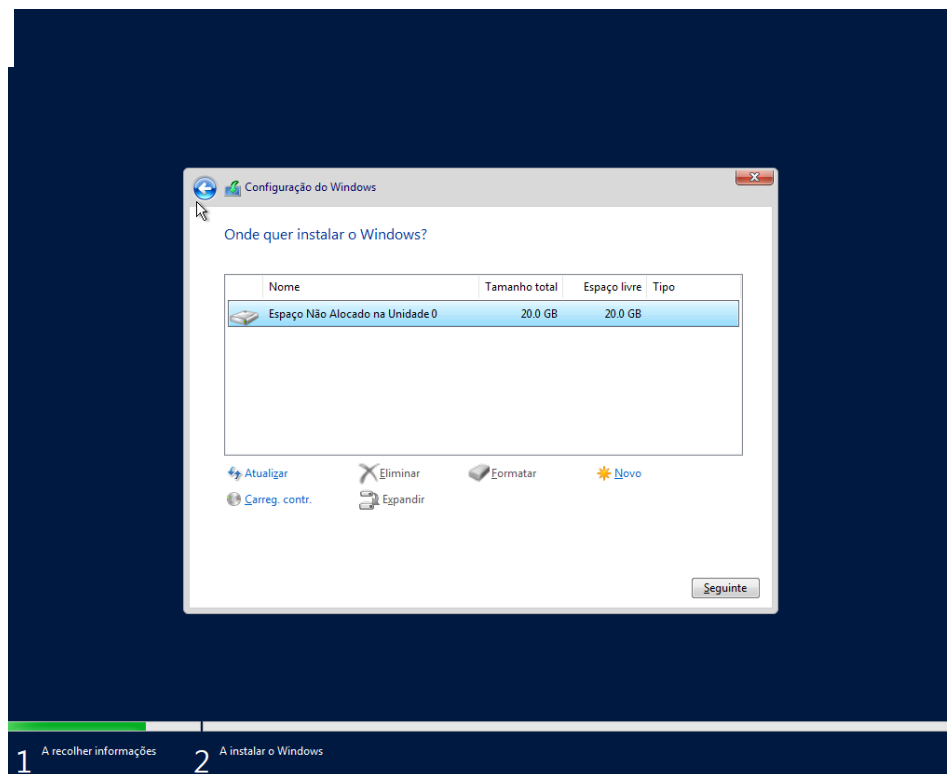 Configuração do Windows
Onde quer instalar o Windows?
Nome Tamanho total Espaço livre Tipo
Espaço Não Alocado na Unidade 0 20.0 GB 20.0 GB
Atualizar Eliminar Formatar Novo
Carreg. contr. Expandir
Seguinte
1 A recolher informações 2 A instalar o Windows